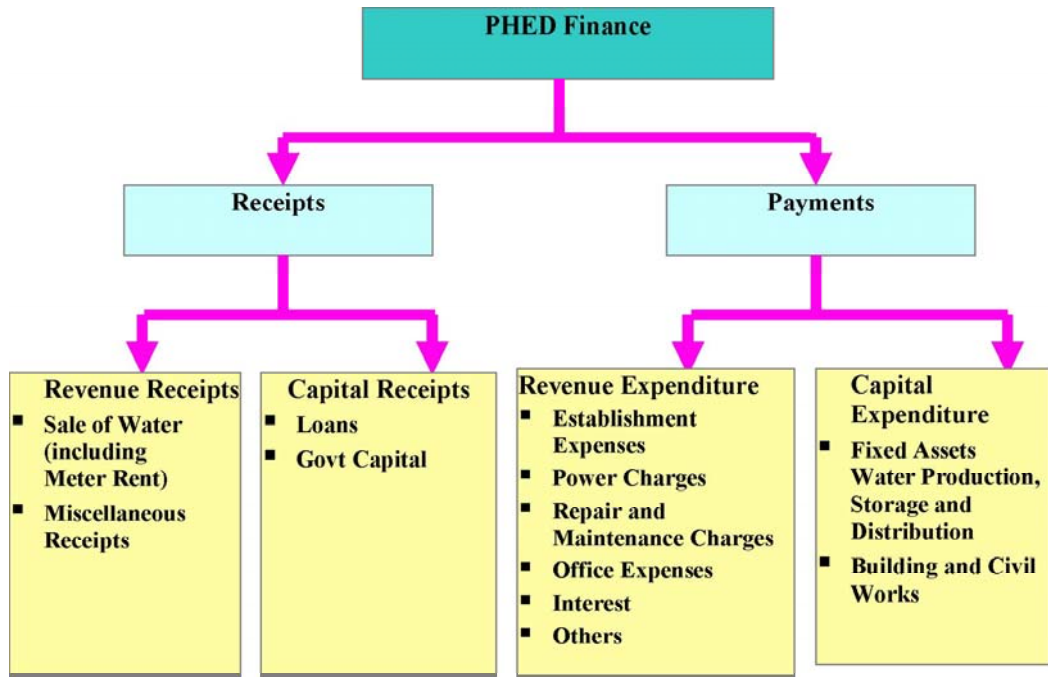 PHED Finance
Receipts
Payments
Revenue Receipts
▪ Sale of Water
(including
Meter Rent)
▪ Miscellaneous
Receipts
Capital Receipts
▪ Loans
▪ Govt Capital
Revenue Expenditure
▪ Establishment
Expenses
▪ Power Charges
▪ Repair and
Maintenance Charges
▪ Office Expenses
▪ Interest
▪ Others
Capital
Expenditure
▪ Fixed Assets
Water Production,
Storage and
Distribution
▪ Building and Civil
Works